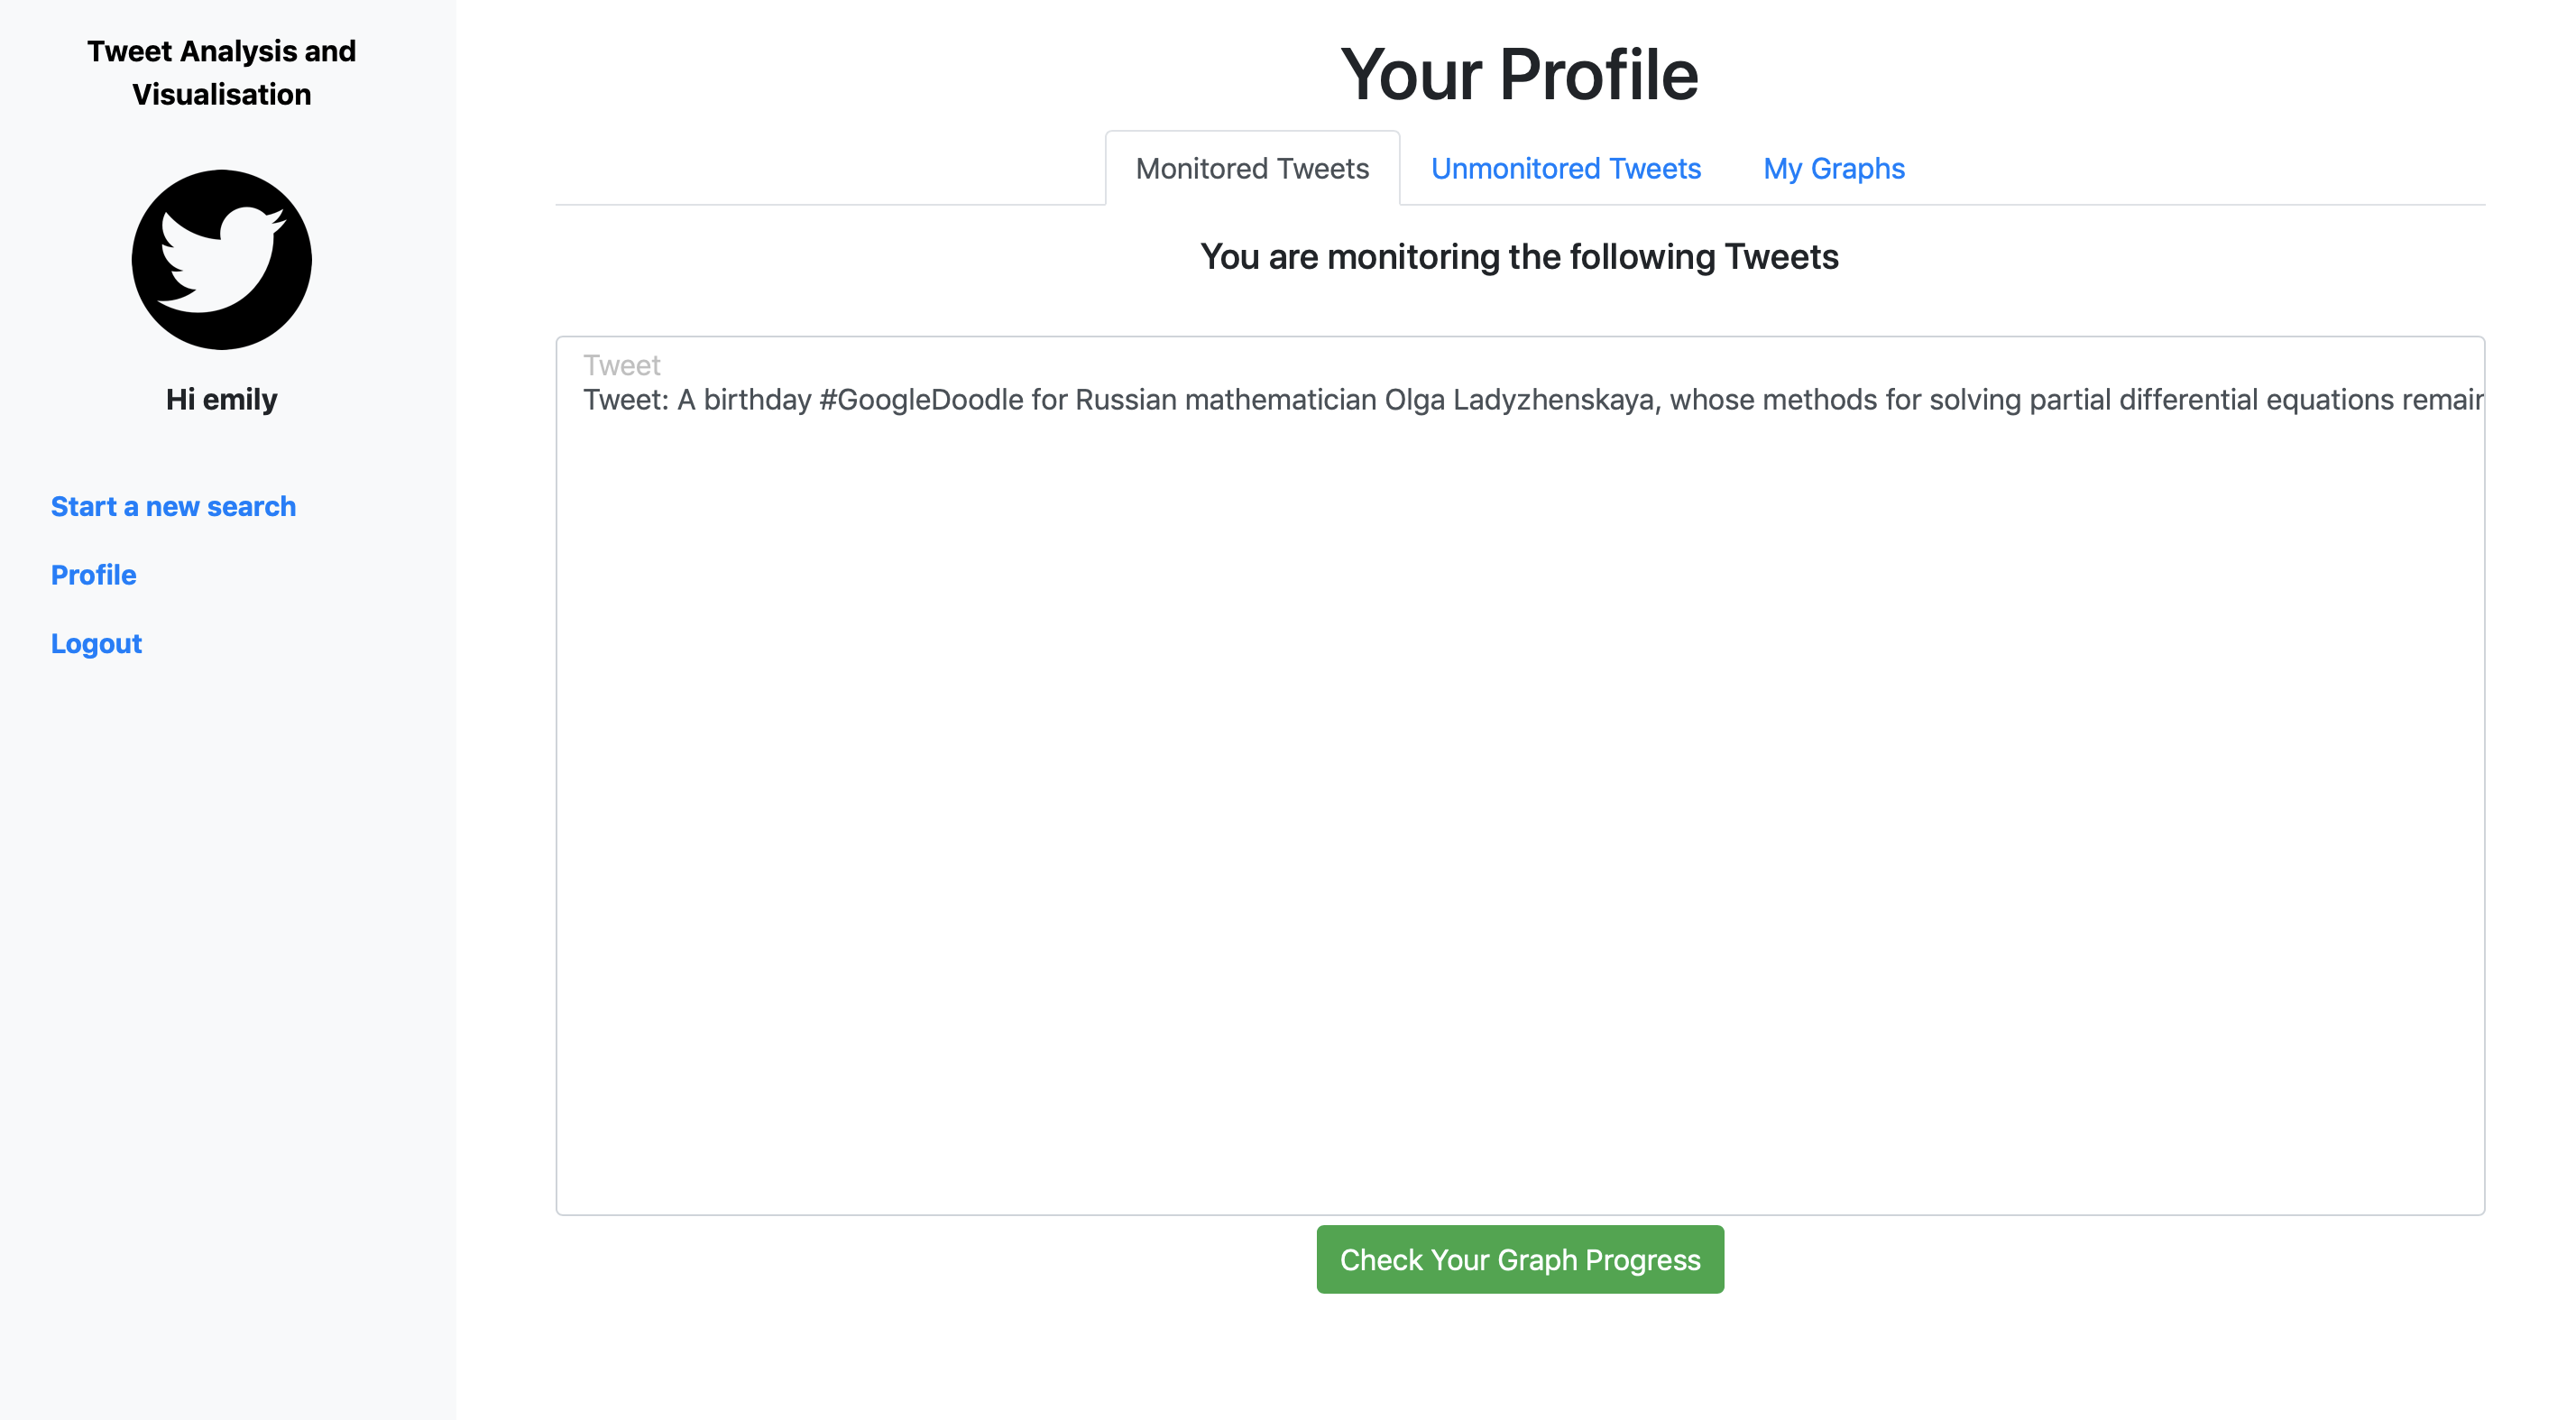 Tweet Analysis and
Visualisation
Hi emily
Start a new search
Profile
Logout
Your Profile
Monitored Tweets
Unmonitored Tweets
My Graphs
You are monitoring the following Tweets
Tweet
Tweet: A birthday #GoogleDoodle for Russian mathematician Olga Ladyzhenskaya, whose methods for solving partial differential equations
Check Your Graph Progress